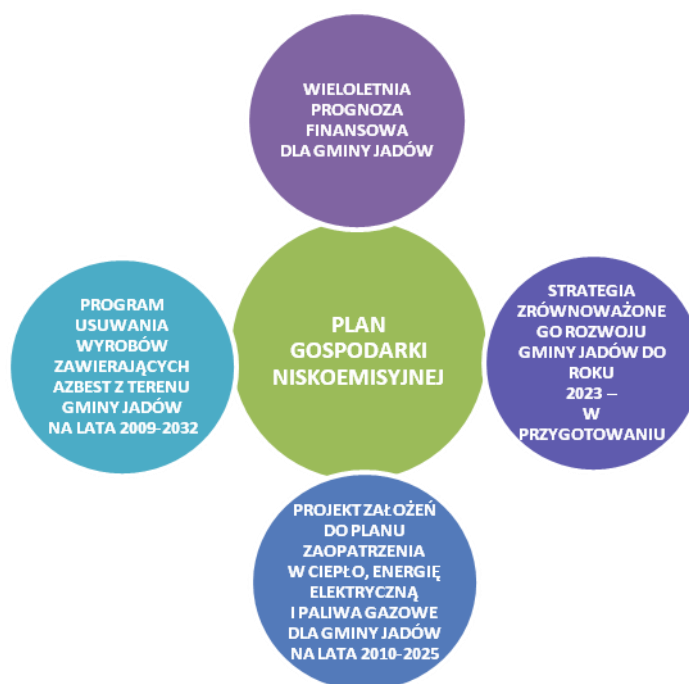 WIELOLETNIA
PROGNOZA
FINANSOWA
DLA GMINY JADÓW
PROGRAM
USUWANIA
WYROBÓW
ZAWIERAJĄCYCH
AZBEST Z TERENU
GMINY JADÓW
NA LATA 2009-2032
PLAN
GOSPODARKI
NISKOEMISYJNEJ
STRATEGIA
ZRÓWNOWAŻONE
GO ROZWOJU
GMINY JADÓW DO
ROKU
2023 –
W
PRZYGOTOWANIU
PROJEKT ZAŁOŻEŃ
DO PLANU
ZAOPATRZENIA
W CIEPŁO, ENERGIĘ
ELEKTRYCZNĄ
I PALIWA GAZOWE
DLA GMINY JADÓW
NA LATA 2010-2025